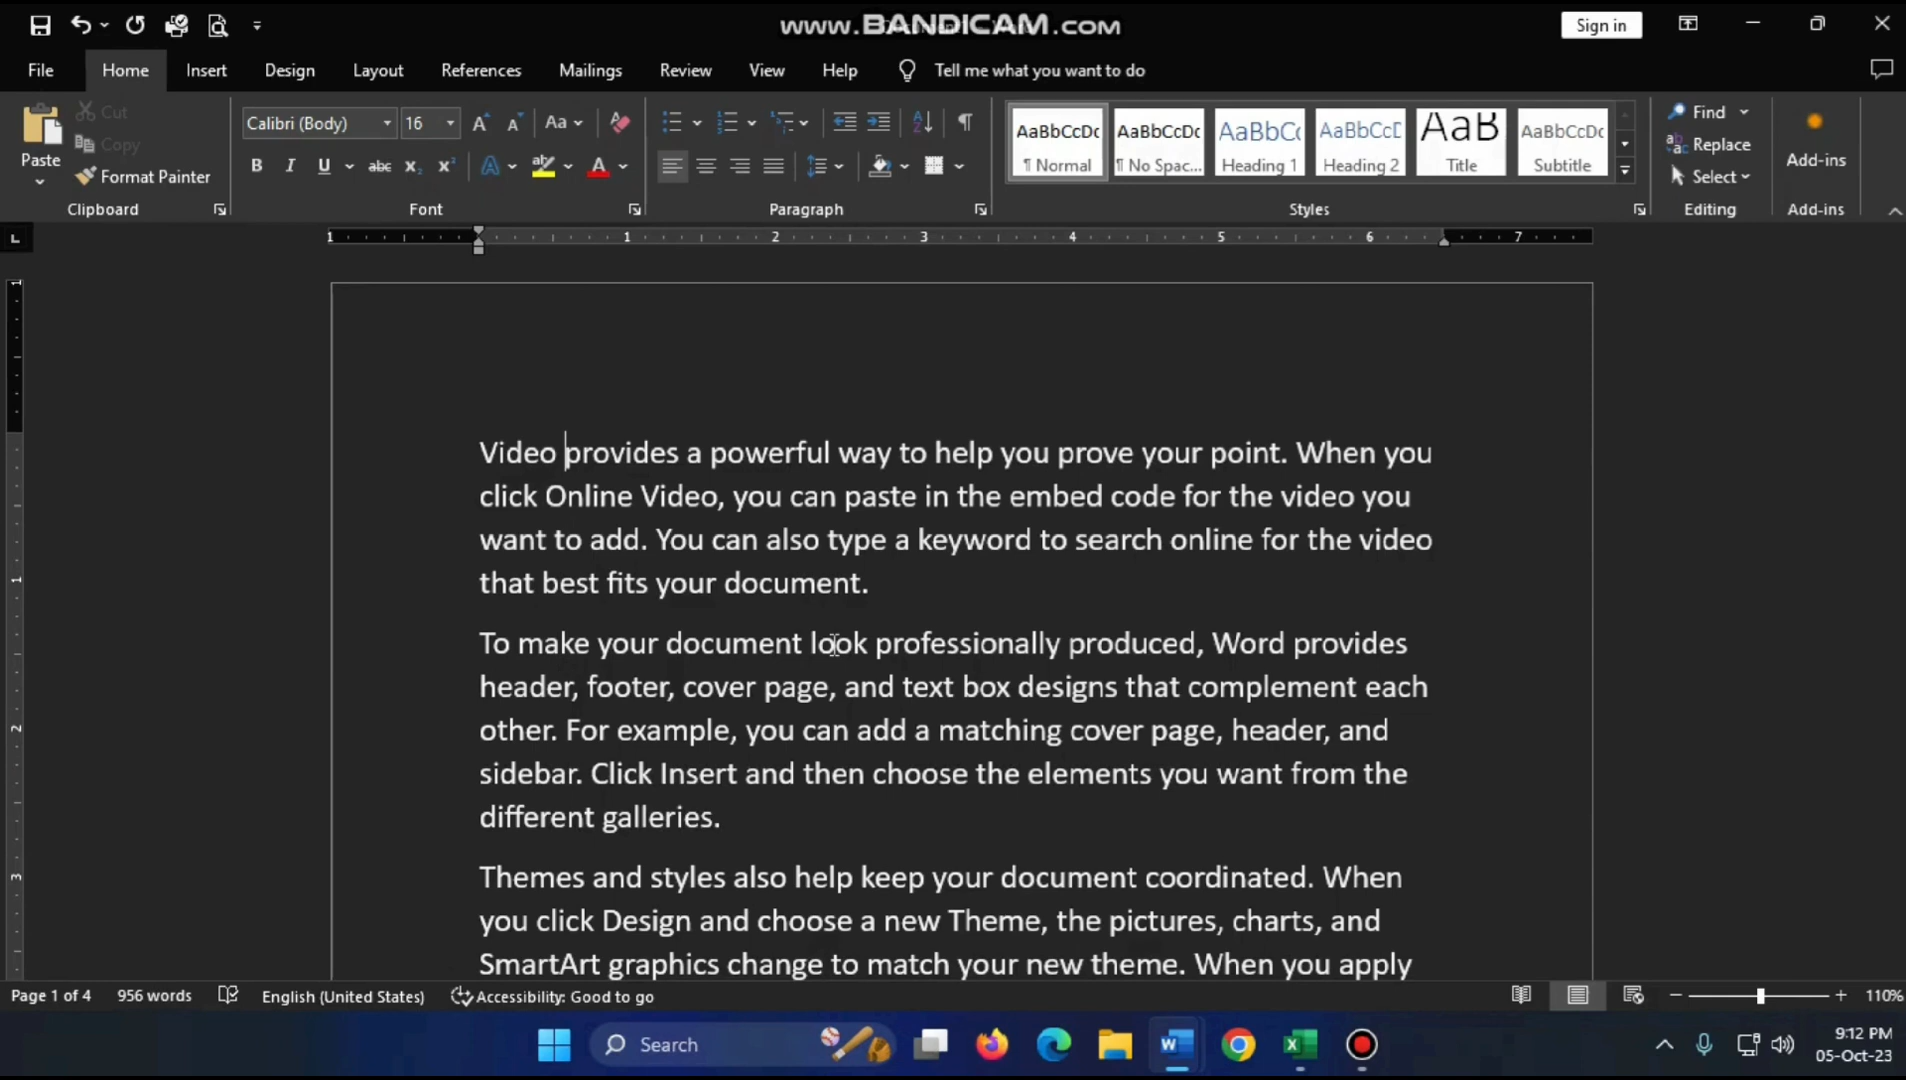 www.BANDICAM.com
Sign in
File Home Insert Design Layout References Mailings Review View Help Tell me what you want to do
Paste
Cut
Copy
Format Painter
Clipboard
Calibri (Body) 16
Font
Paragraph
AaBbCcDc AaBbCcDc AaBbC AaBbCcD AaB AaBbCcDc
¶ Normal ¶ No Spac... Heading 1 Heading 2 Title Subtitle
Styles
Find
Replace
Select
Editing
Add-ins
Add-ins
1 1 2 3 4 5 6 7
Video provides a powerful way to help you prove your point. When you
click Online Video, you can paste in the embed code for the video you
want to add. You can also type a keyword to search online for the video
that best fits your document.
To make your document look professionally produced, Word provides
header, footer, cover page, and text box designs that complement each
other. For example, you can add a matching cover page, header, and
sidebar. Click Insert and then choose the elements you want from the
different galleries.
Themes and styles also help keep your document coordinated. When
you click Design and choose a new Theme, the pictures, charts, and
SmartArt graphics change to match your new theme. When you apply
Page 1 of 4 956 words English (United States) Accessibility: Good to go 110%
Search
9:12 PM
05-Oct-23